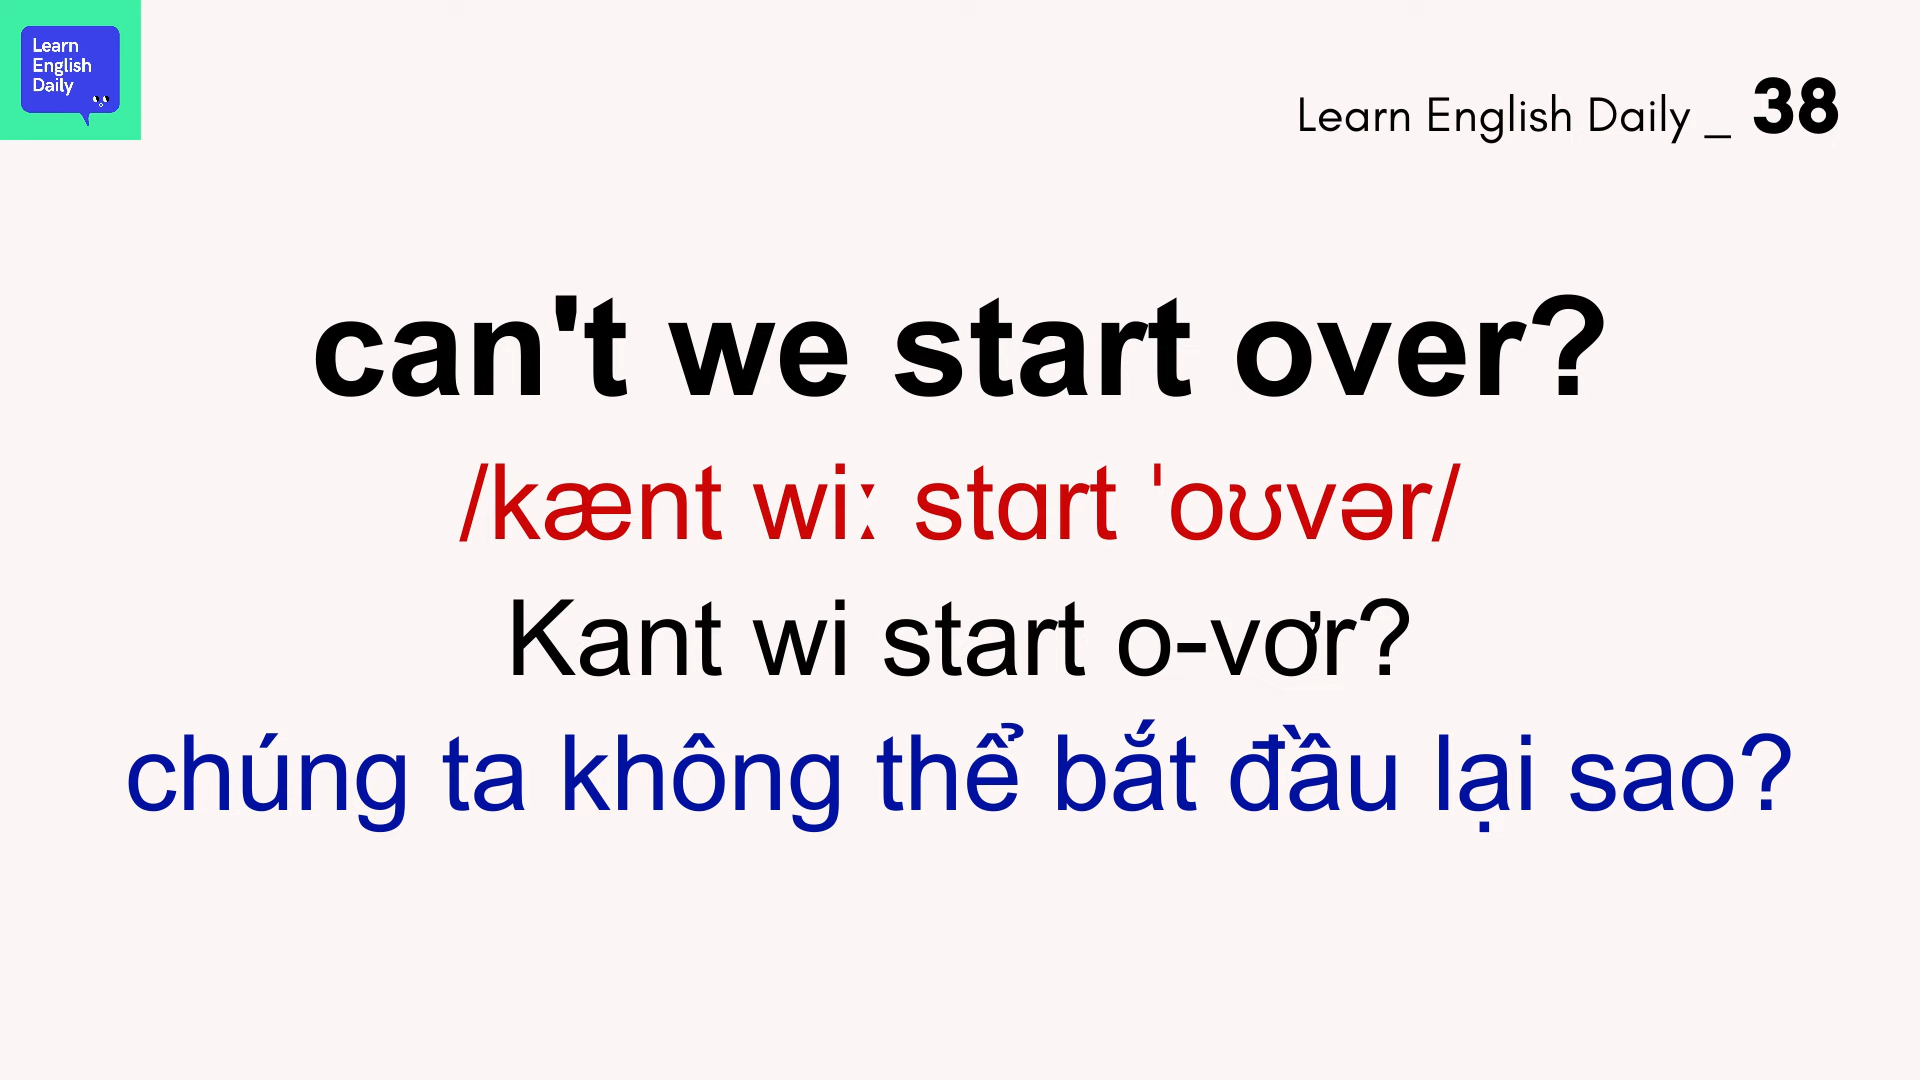 Learn
English
Daily
Learn English Daily _ 38
can't we start over?
/kænt wiː stɑrt ˈoʊvər/
Kant wi start o-vơr?
chúng ta không thể bắt đầu lại sao?